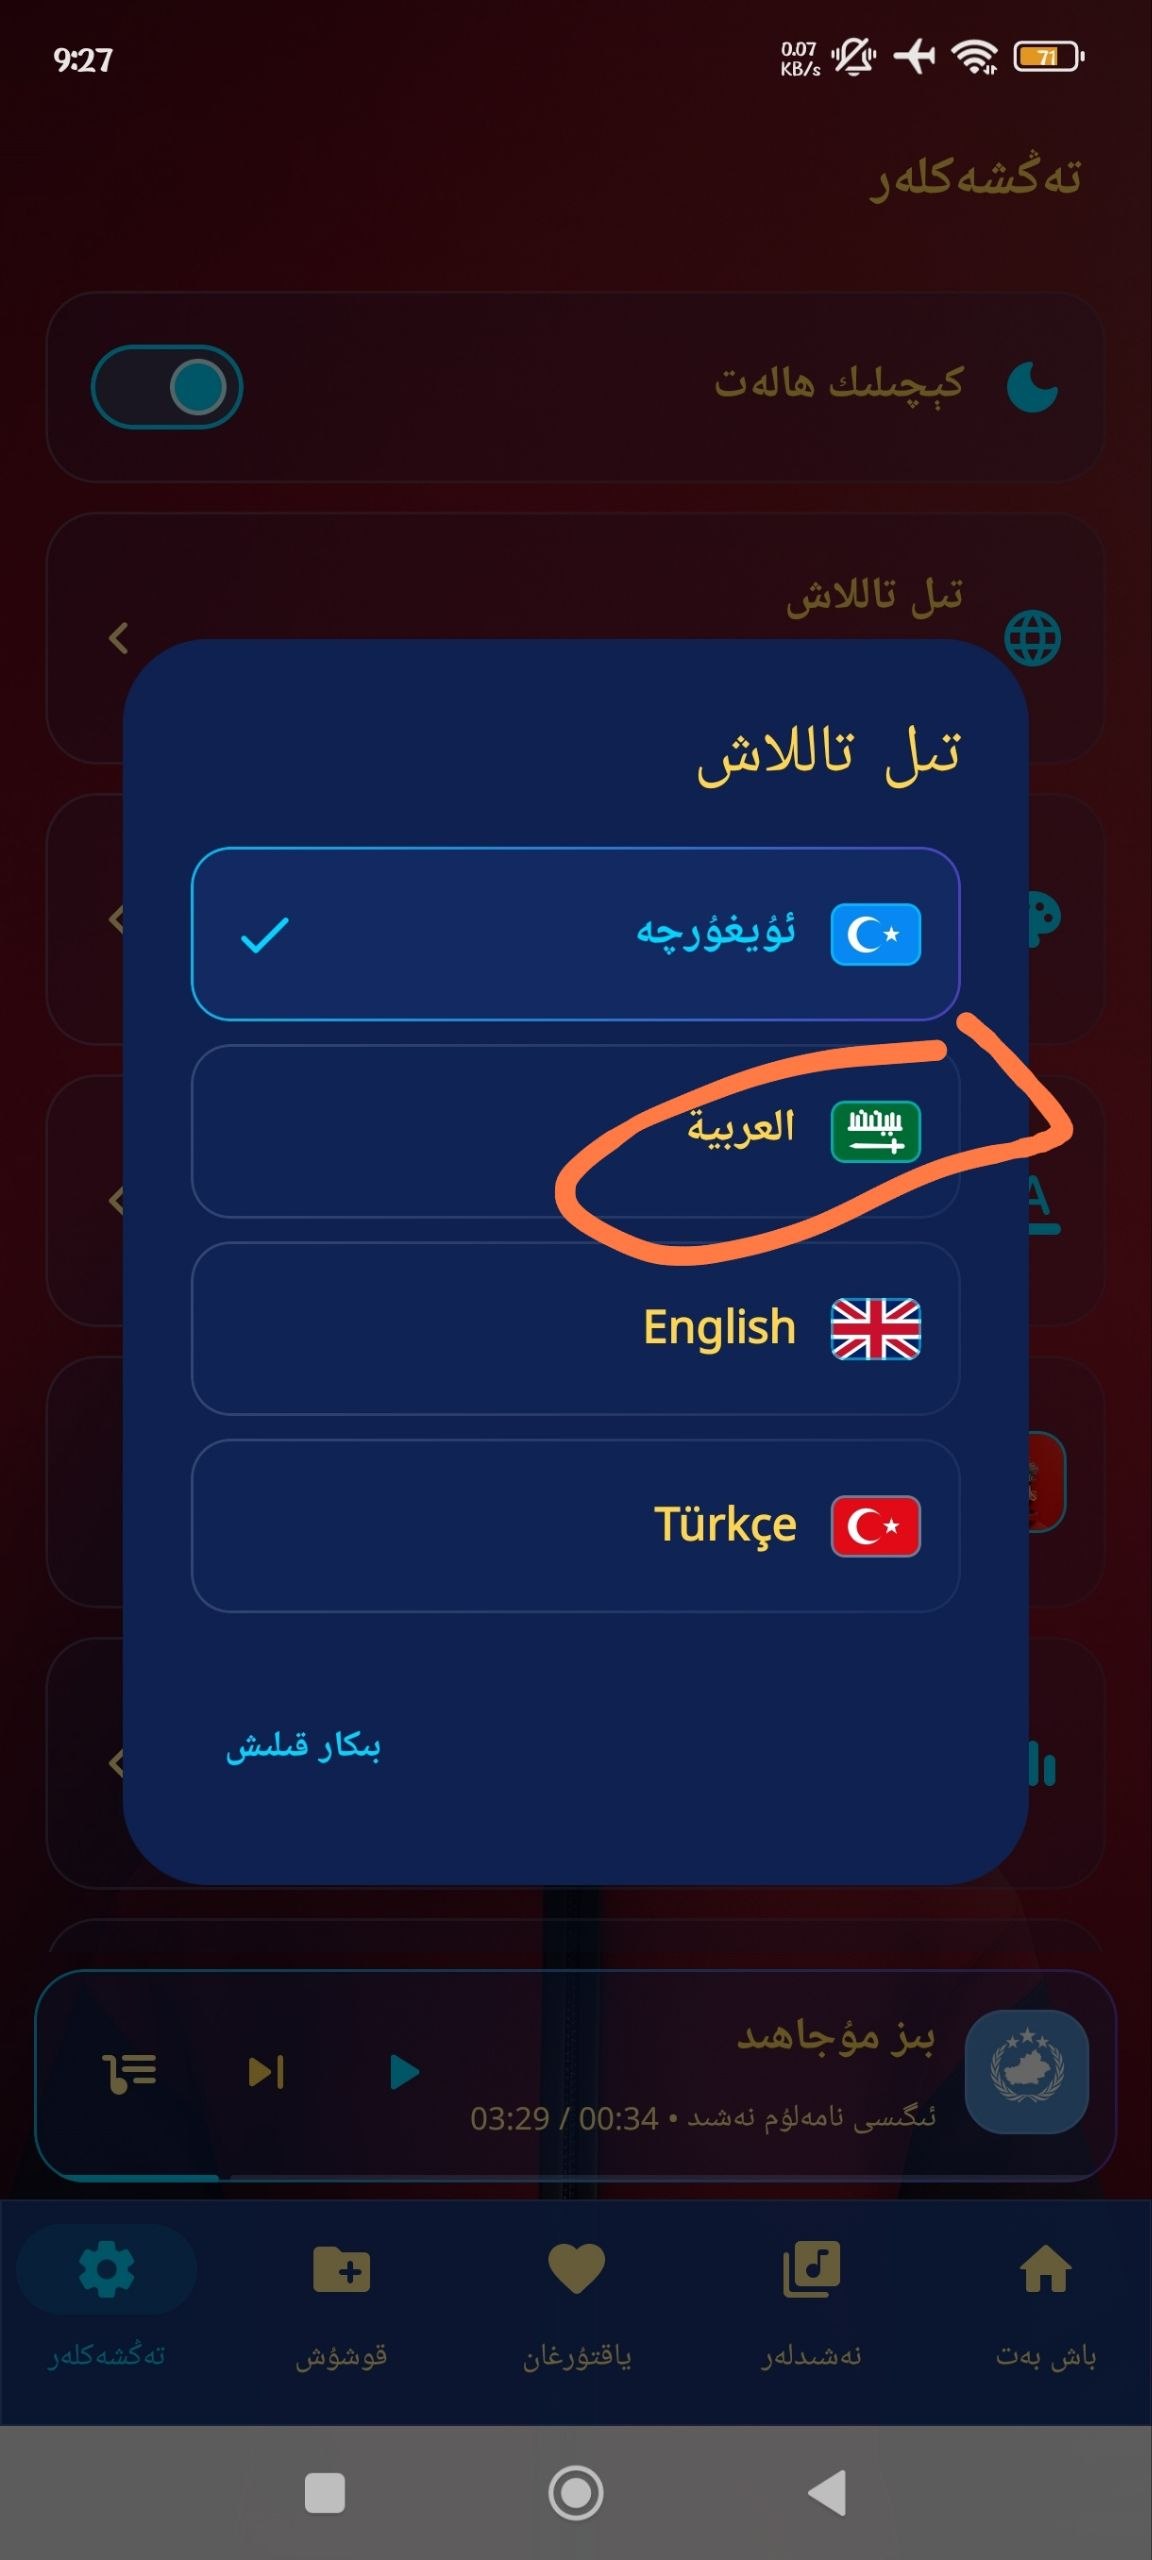 9:27
0.07
KB/s
71
تەڭشەكلەر
كېچىلىك ھالەت
تىل تاللاش
تىل تاللاش
ئۇيغۇرچە
العربية
English
Türkçe
بىكار قىلىش
بىز مۇجاھىد
ئىگىسى نامەلۇم نەشىد • 00:34 / 03:29
باش بەت
نەشىدلەر
ياقتۇرغان
قوشۇش
تەڭشەكلەر